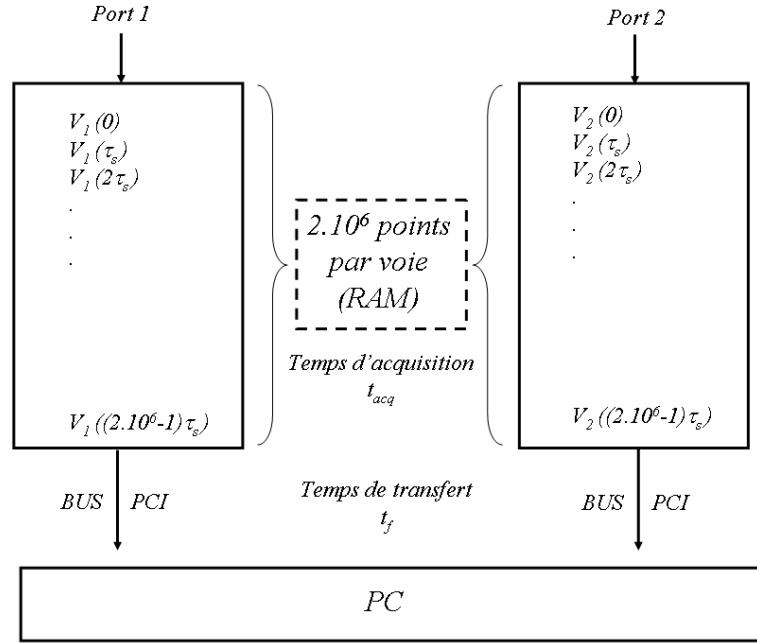 Port 1
Port 2
V₁ (0)
V₁ (τₛ)
V₁ (2τₛ)
.
.
.
V₁ ((2.10⁶-1)τₛ)
2.10⁶ points
par voie
(RAM)
Temps d'acquisition
t_acq
V₂ (0)
V₂ (τₛ)
V₂ (2τₛ)
.
.
.
V₂ ((2.10⁶-1)τₛ)
BUS PCI
Temps de transfert
t_f
BUS PCI
PC